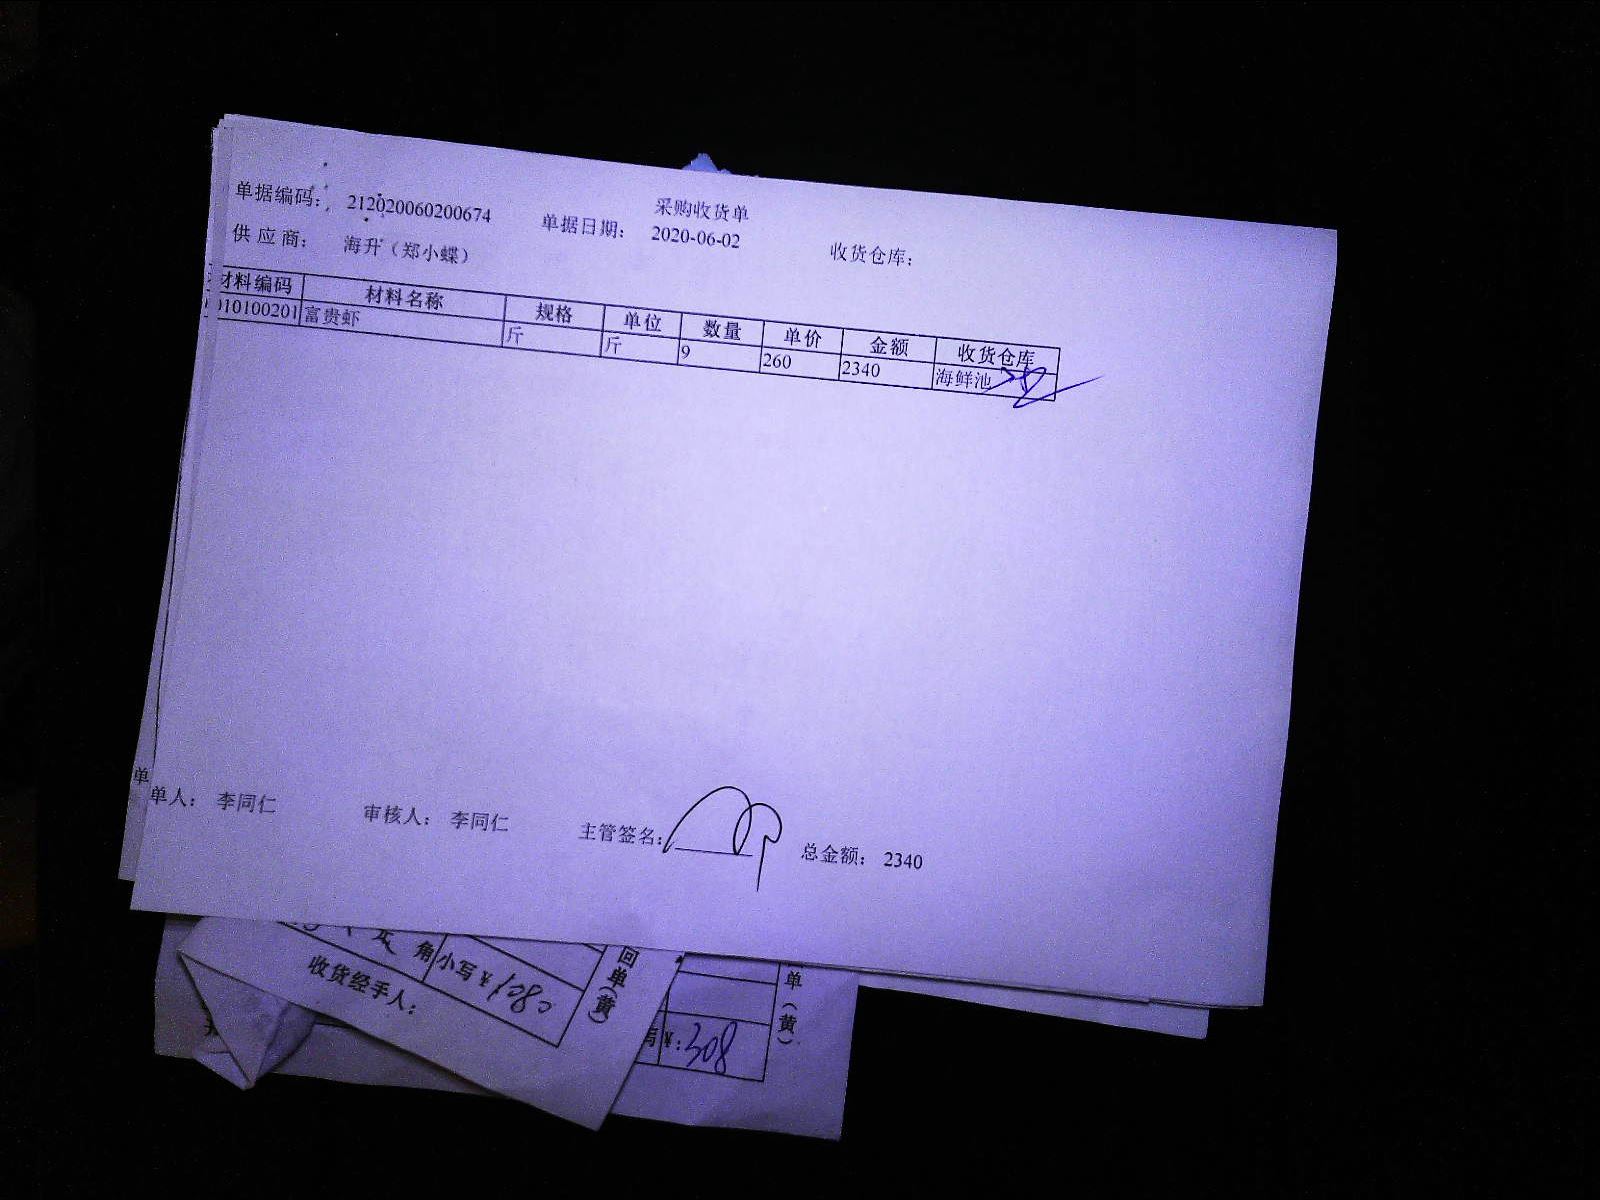 采购收货单
单据编码： 212020060200674 单据日期： 2020-06-02 收货仓库：
供应商： 海升（郑小蝶）
材料编码 材料名称 规格 单位 数量 单价 金额 收货仓库
010100201 富贵虾 斤 斤 9 260 2340 海鲜池
单
单人： 李同仁 审核人： 李同仁 主管签名： 总金额： 2340
元 角 小写¥1080
收货经手人：
回单（黄）
写¥：308
单（黄）